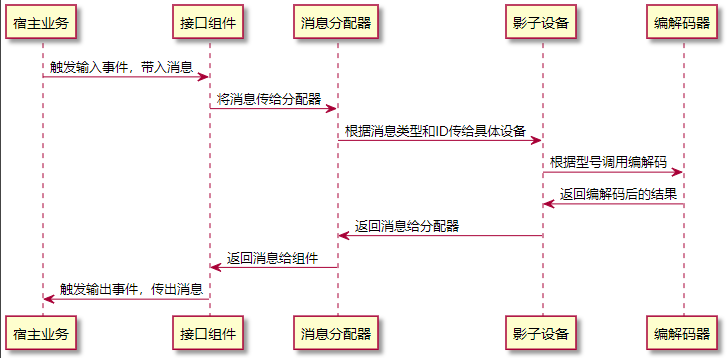 宿主业务
接口组件
消息分配器
影子设备
编解码器
触发输入事件，带入消息
将消息传给分配器
根据消息类型和ID传给具体设备
根据型号调用编解码
返回编解码后的结果
返回消息给分配器
返回消息给组件
触发输出事件，传出消息
宿主业务
接口组件
消息分配器
影子设备
编解码器